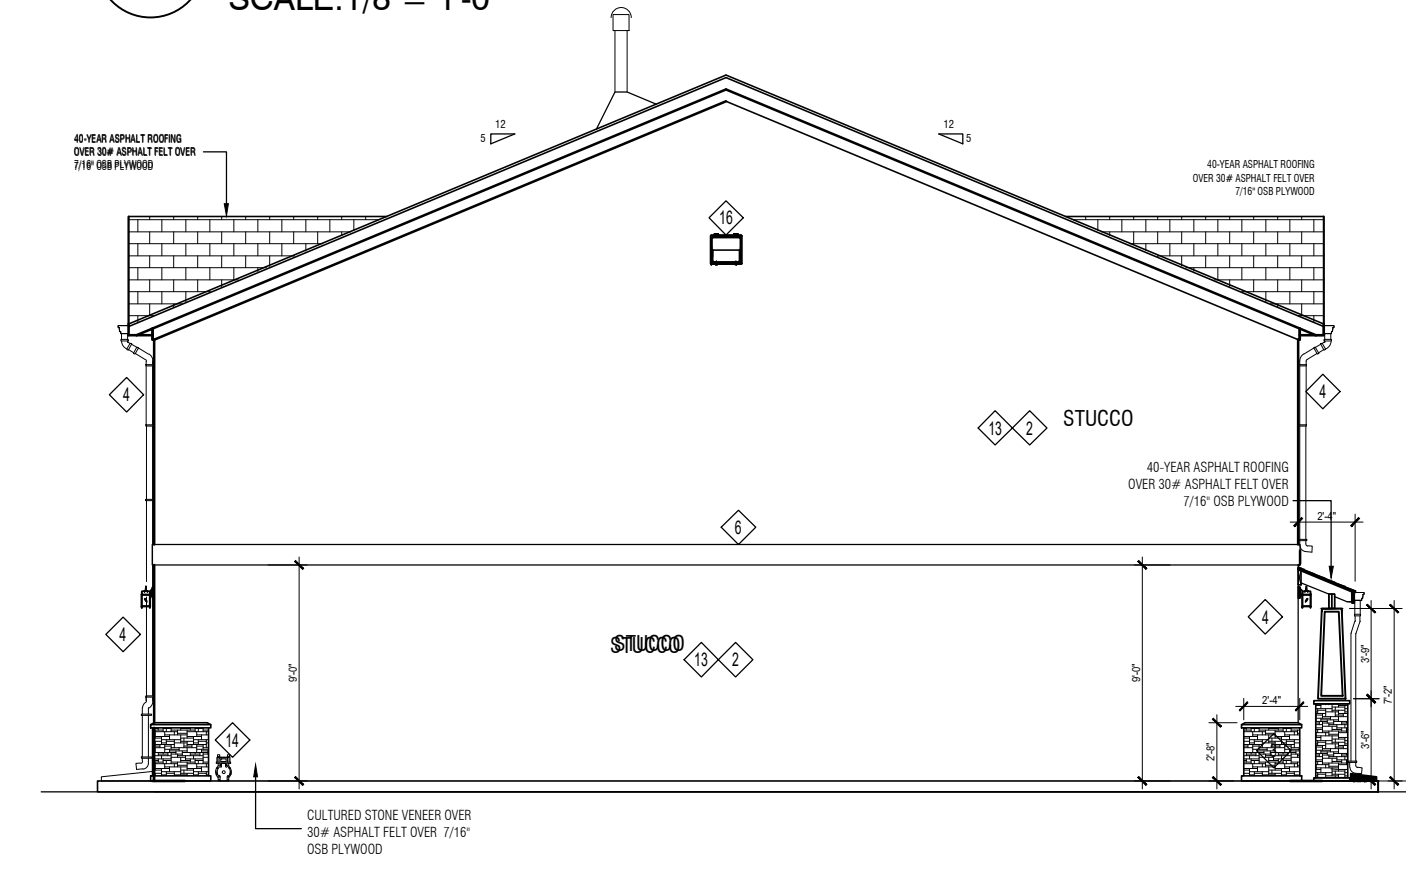 SCALE:1/8" = 1'-0"
12
5
12
5
40-YEAR ASPHALT ROOFING
OVER 30# ASPHALT FELT OVER
7/16" OSB PLYWOOD
40-YEAR ASPHALT ROOFING
OVER 30# ASPHALT FELT OVER
7/16" OSB PLYWOOD
16
4
4
13
2
STUCCO
40-YEAR ASPHALT ROOFING
OVER 30# ASPHALT FELT OVER
7/16" OSB PLYWOOD
2'-4"
6
4
4
STUCCO
13
2
9'-0"
9'-0"
3'-9"
7'-2"
2'-4"
14
2'-8"
3'-6"
CULTURED STONE VENEER OVER
30# ASPHALT FELT OVER 7/16"
OSB PLYWOOD